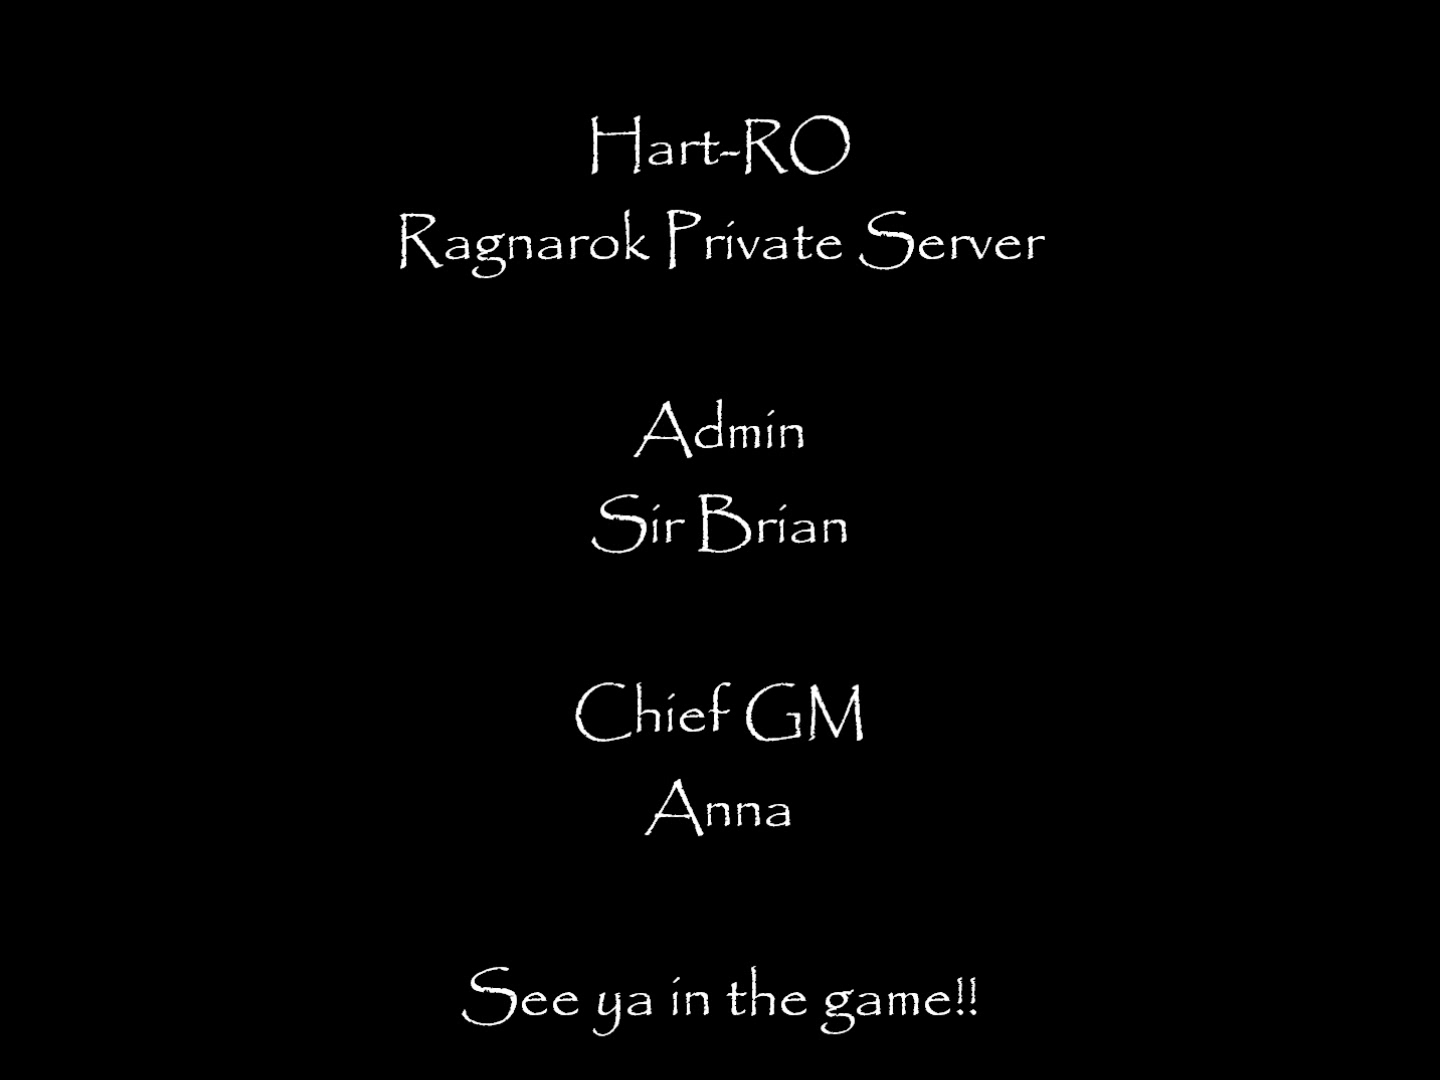 Hart-RO
Ragnarok Private Server
Admin
Sir Brian
Chief GM
Anna
See ya in the game!!